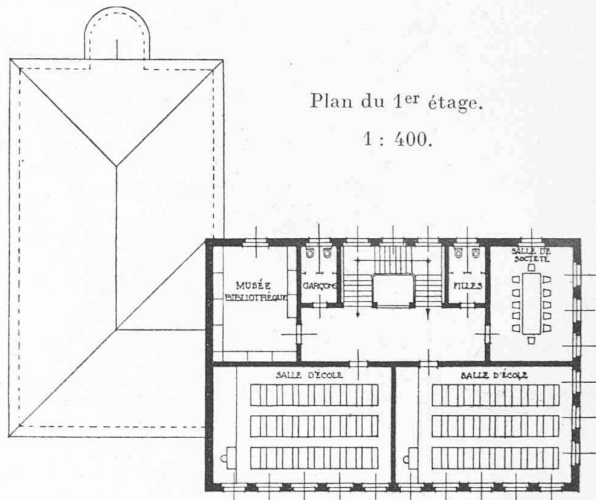 Plan du 1er étage.
1 : 400.
SALLE DE
SOCIÉTÉ
MUSÉE
BIBLIOTHÈQUE
GARÇONS
FILLES
SALLE D'ÉCOLE
SALLE D'ÉCOLE